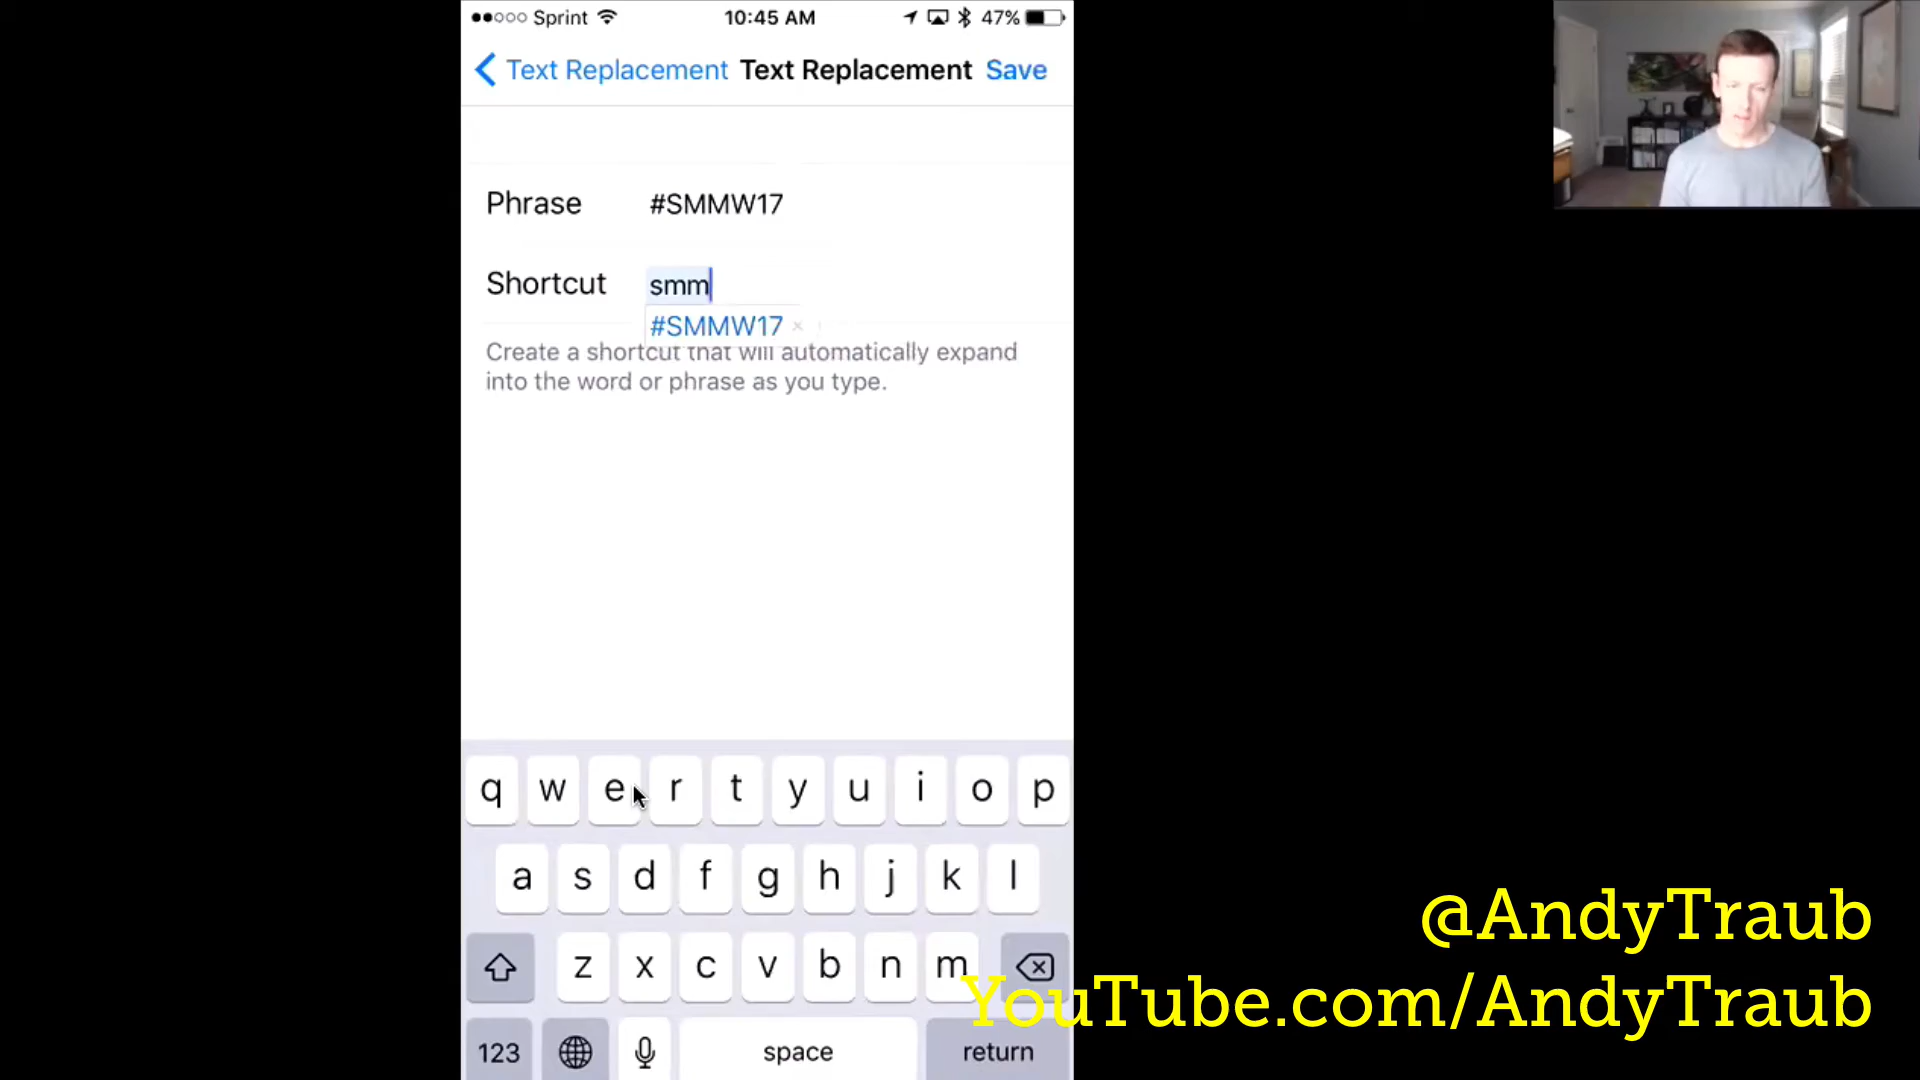 Sprint 10:45 AM 47%
Text Replacement Text Replacement Save
Phrase #SMMW17
Shortcut smm
#SMMW17 ×
Create a shortcut that will automatically expand
into the word or phrase as you type.
q w e r t y u i o p
a s d f g h j k l
z x c v b n m
123 space return
@AndyTraub
YouTube.com/AndyTraub